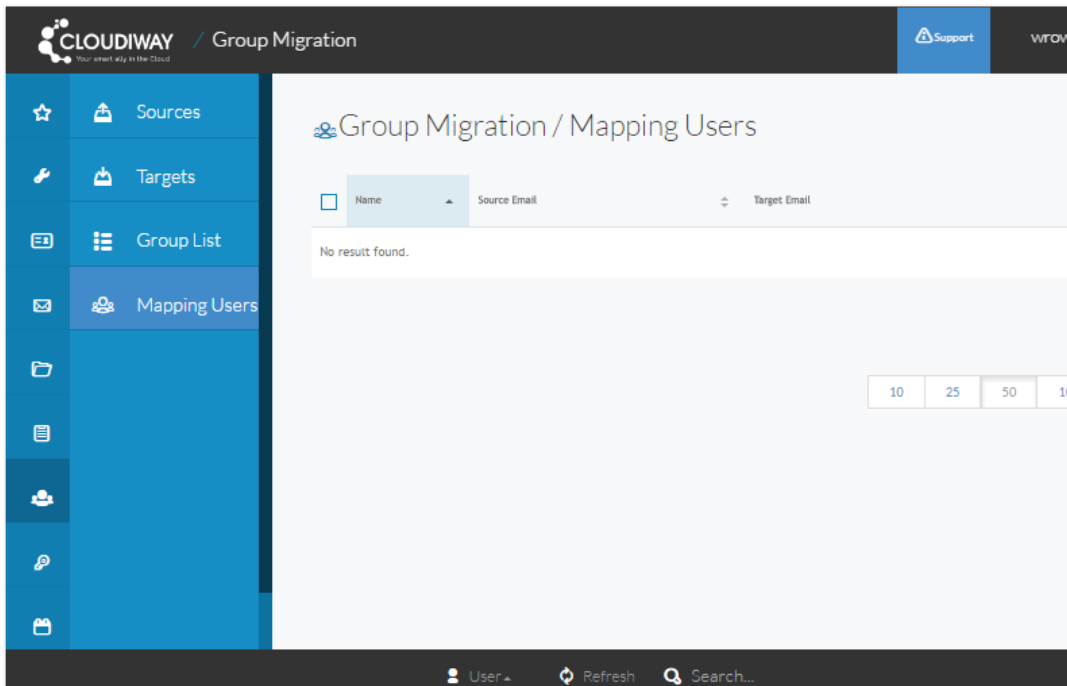 CLOUDIWAY / Group Migration
Your smart ally in the Cloud
Support
Sources
Targets
Group List
Mapping Users
Group Migration / Mapping Users
Name Source Email Target Email
No result found.
10 25 50
User Refresh Search...